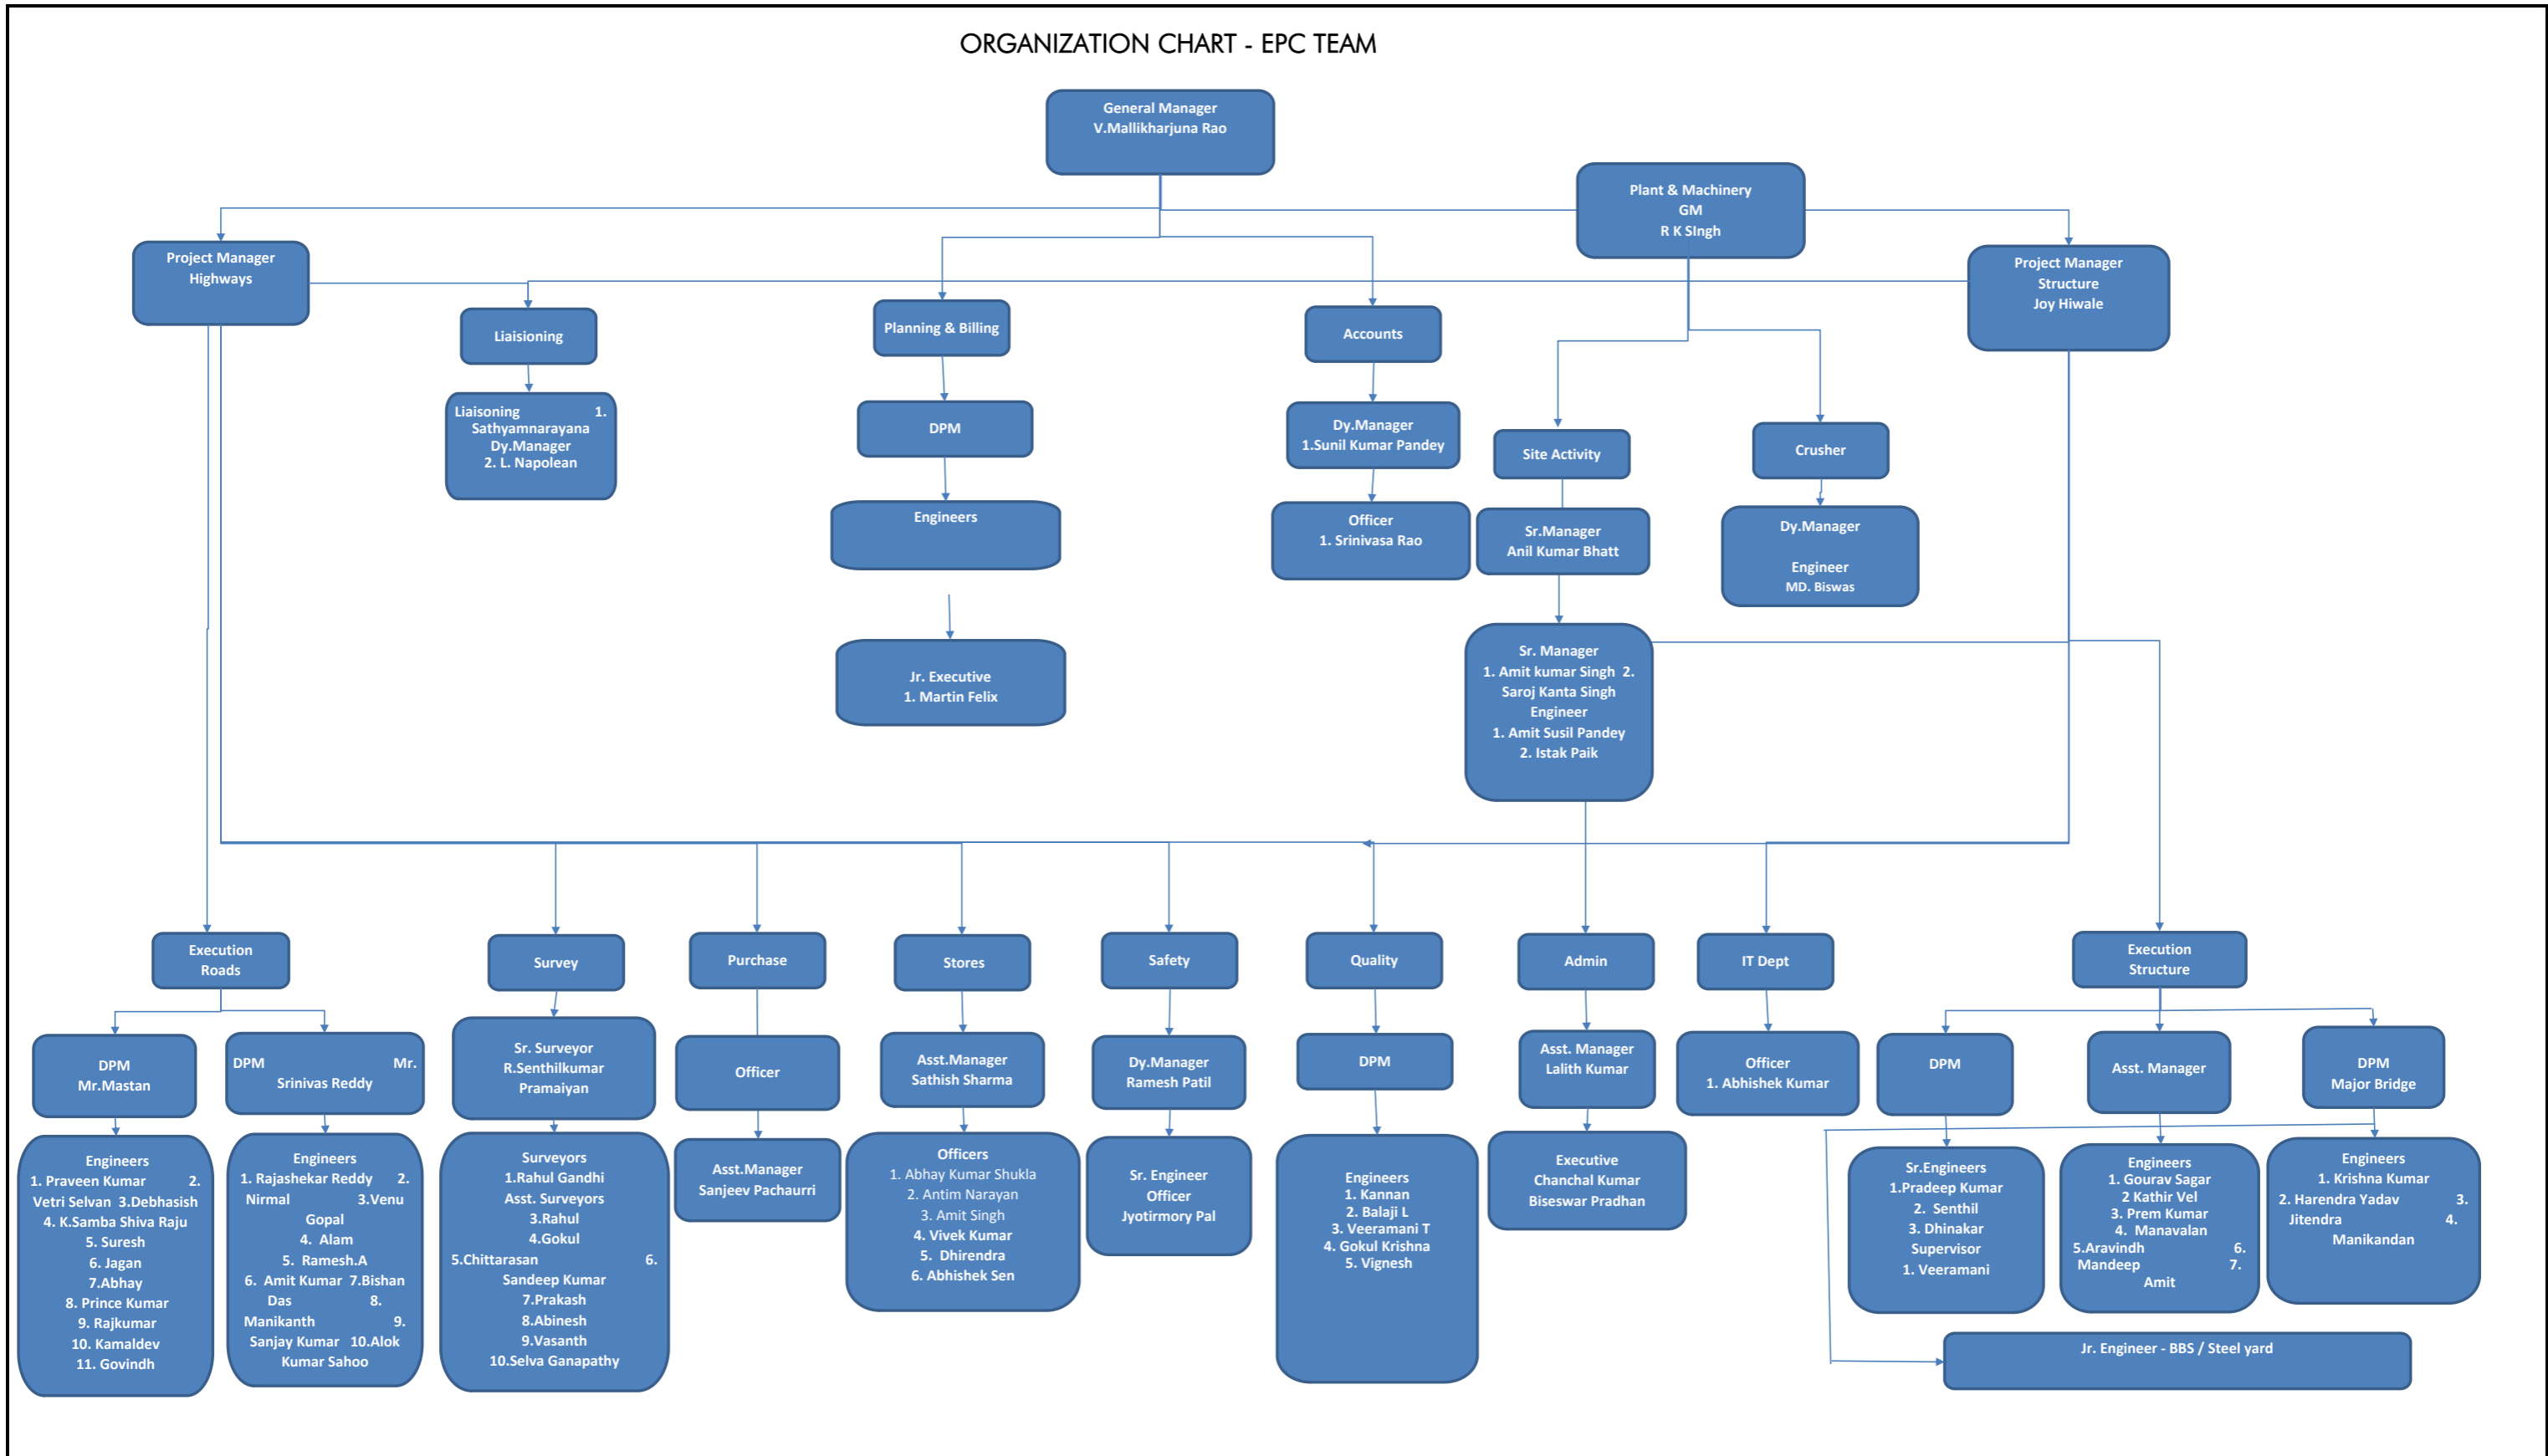 ORGANIZATION CHART - EPC TEAM
General Manager
V.Mallikharjuna Rao
Plant & Machinery
GM
R K SIngh
Project Manager
Highways
Project Manager
Structure
Joy Hiwale
Liaisioning
Planning & Billing
Accounts
Liaisoning 1.
Sathyamnarayana
Dy.Manager
2. L. Napolean
DPM
Dy.Manager
1.Sunil Kumar Pandey
Site Activity
Crusher
Engineers
Officer
1. Srinivasa Rao
Sr.Manager
Anil Kumar Bhatt
Dy.Manager
Engineer
MD. Biswas
Jr. Executive
1. Martin Felix
Sr. Manager
1. Amit kumar Singh 2.
Saroj Kanta Singh
Engineer
1. Amit Susil Pandey
2. Istak Paik
Execution
Roads
Survey
Purchase
Stores
Safety
Quality
Admin
IT Dept
Execution
Structure
DPM
Mr.Mastan
DPM Mr.
Srinivas Reddy
Sr. Surveyor
R.Senthilkumar
Pramaiyan
Officer
Asst.Manager
Sathish Sharma
Dy.Manager
Ramesh Patil
DPM
Asst. Manager
Lalith Kumar
Officer
1. Abhishek Kumar
DPM
Asst. Manager
DPM
Major Bridge
Engineers
1. Praveen Kumar 2.
Vetri Selvan 3.Debhasish
4. K.Samba Shiva Raju
5. Suresh
6. Jagan
7.Abhay
8. Prince Kumar
9. Rajkumar
10. Kamaldev
11. Govindh
Engineers
1. Rajashekar Reddy 2.
Nirmal 3.Venu
Gopal
4. Alam
5. Ramesh.A
6. Amit Kumar 7.Bishan
Das 8.
Manikanth 9.
Sanjay Kumar 10.Alok
Kumar Sahoo
Surveyors
1.Rahul Gandhi
Asst. Surveyors
3.Rahul
4.Gokul
5.Chittarasan 6.
Sandeep Kumar
7.Prakash
8.Abinesh
9.Vasanth
10.Selva Ganapathy
Asst.Manager
Sanjeev Pachaurri
Officers
1. Abhay Kumar Shukla
2. Antim Narayan
3. Amit Singh
4. Vivek Kumar
5. Dhirendra
6. Abhishek Sen
Sr. Engineer
Officer
Jyotirmory Pal
Engineers
1. Kannan
2. Balaji L
3. Veeramani T
4. Gokul Krishna
5. Vignesh
Executive
Chanchal Kumar
Biseswar Pradhan
Sr.Engineers
1.Pradeep Kumar
2. Senthil
3. Dhinakar
Supervisor
1. Veeramani
Engineers
1. Gourav Sagar
2 Kathir Vel
3. Prem Kumar
4. Manavalan
5.Aravindh 6.
Mandeep 7.
Amit
Engineers
1. Krishna Kumar
2. Harendra Yadav 3.
Jitendra 4.
Manikandan
Jr. Engineer - BBS / Steel yard